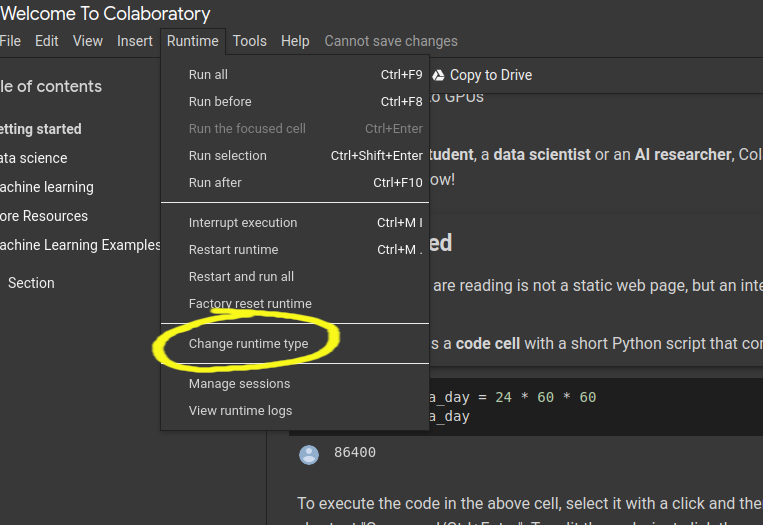 Welcome To Colaboratory
File Edit View Insert Runtime Tools Help Cannot save changes
Run all Ctrl+F9
Run before Ctrl+F8
Run the focused cell Ctrl+Enter
Run selection Ctrl+Shift+Enter
Run after Ctrl+F10
Interrupt execution Ctrl+M I
Restart runtime Ctrl+M .
Restart and run all
Factory reset runtime
Change runtime type
Manage sessions
View runtime logs
le of contents
etting started
ata science
achine learning
ore Resources
achine Learning Examples
Section
Copy to Drive
to GPUs
tudent, a data scientist or an AI researcher, Col
ow!
ed
are reading is not a static web page, but an inte
s a code cell with a short Python script that con
a_day = 24 * 60 * 60
a_day
86400
To execute the code in the above cell, select it with a click and the